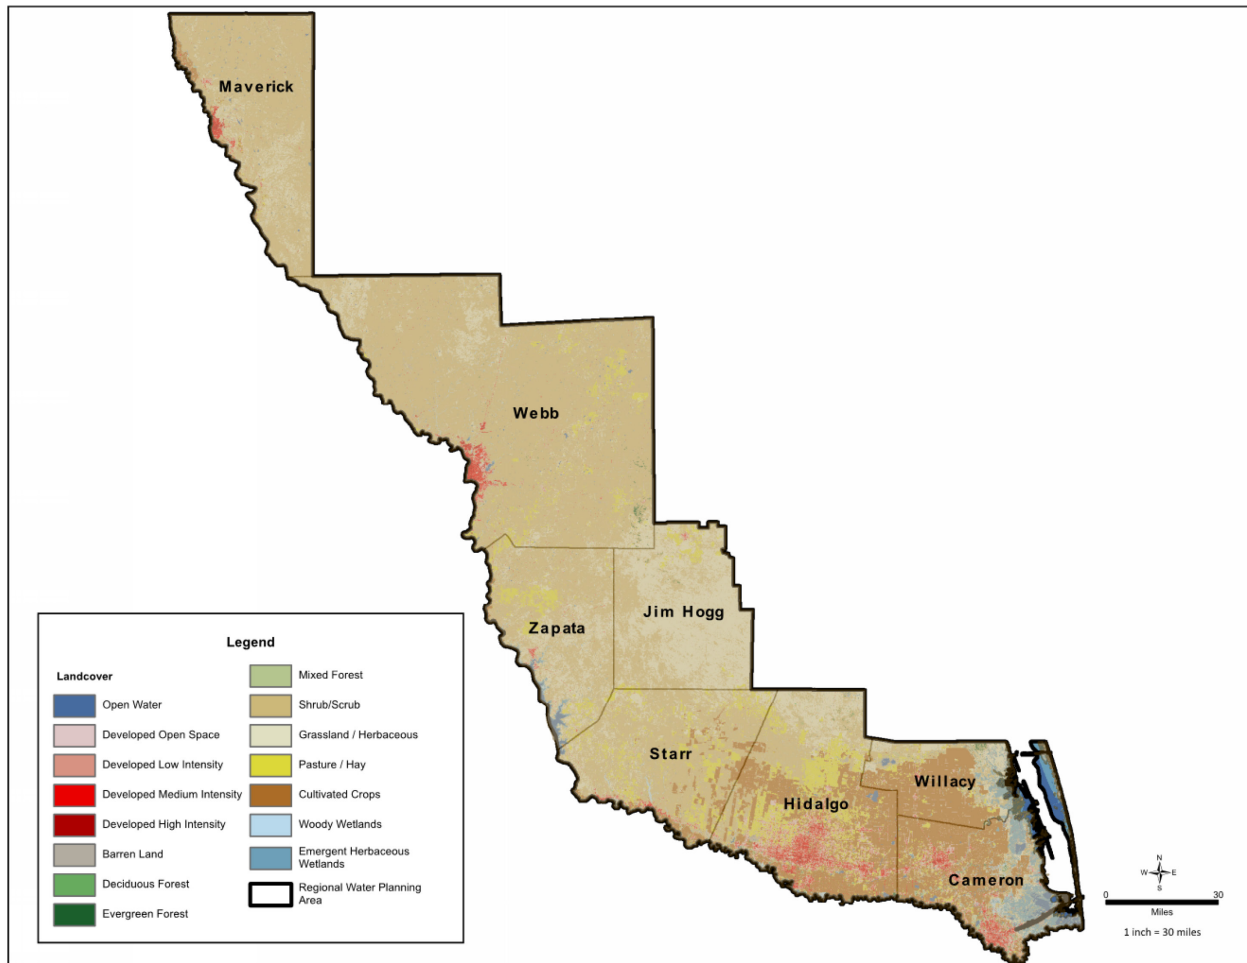 Maverick
Webb
Jim Hogg
Zapata
Starr
Hidalgo
Willacy
Cameron
Legend
Landcover
Open Water
Developed Open Space
Developed Low Intensity
Developed Medium Intensity
Developed High Intensity
Barren Land
Deciduous Forest
Evergreen Forest
Mixed Forest
Shrub/Scrub
Grassland / Herbaceous
Pasture / Hay
Cultivated Crops
Woody Wetlands
Emergent Herbaceous
Wetlands
Regional Water Planning
Area
N
W E
S
0 30
Miles
1 inch = 30 miles